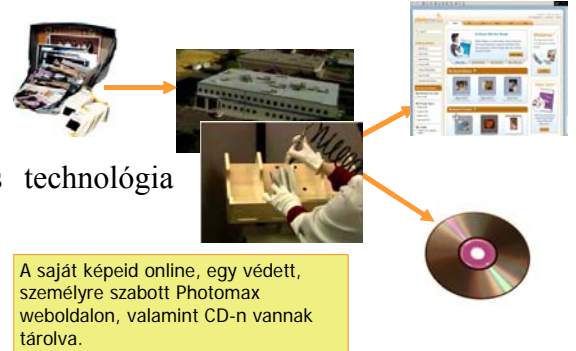 s technológia
A saját képeid online, egy védett,
személyre szabott Photomax
weboldalon, valamint CD-n vannak
tárolva.